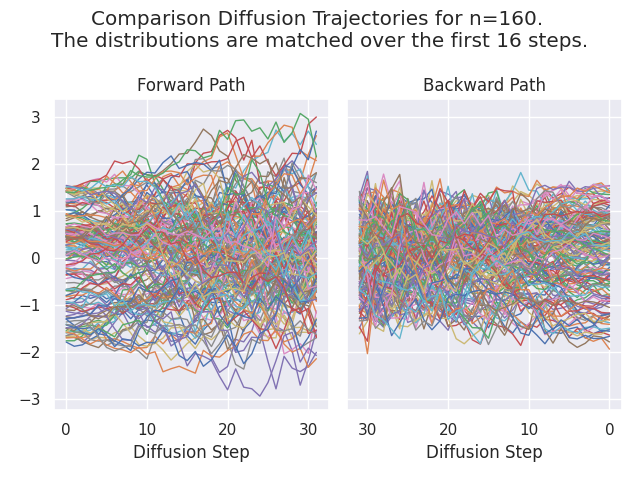 Comparison Diffusion Trajectories for n=160.
The distributions are matched over the first 16 steps.
Forward Path
Backward Path
3
2
1
0
−1
−2
−3
0 10 20 30
30 20 10 0
Diffusion Step
Diffusion Step